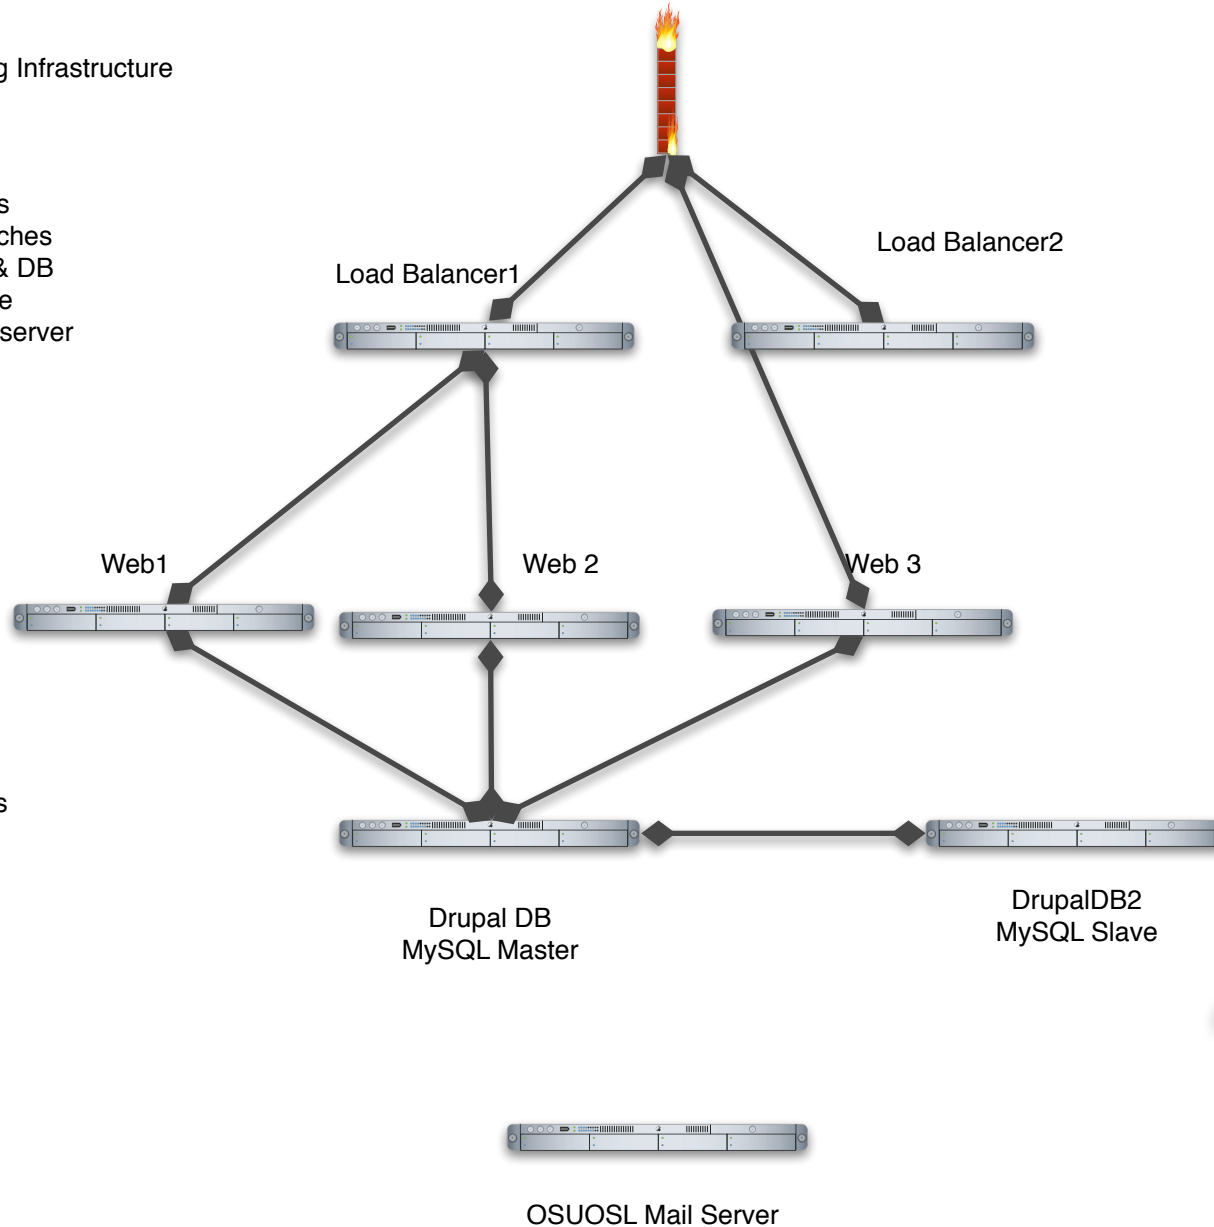 g Infrastructure
s
ches
& DB
e
server
Load Balancer1
Load Balancer2
Web1
Web 2
Web 3
s
Drupal DB
MySQL Master
DrupalDB2
MySQL Slave
OSUOSL Mail Server